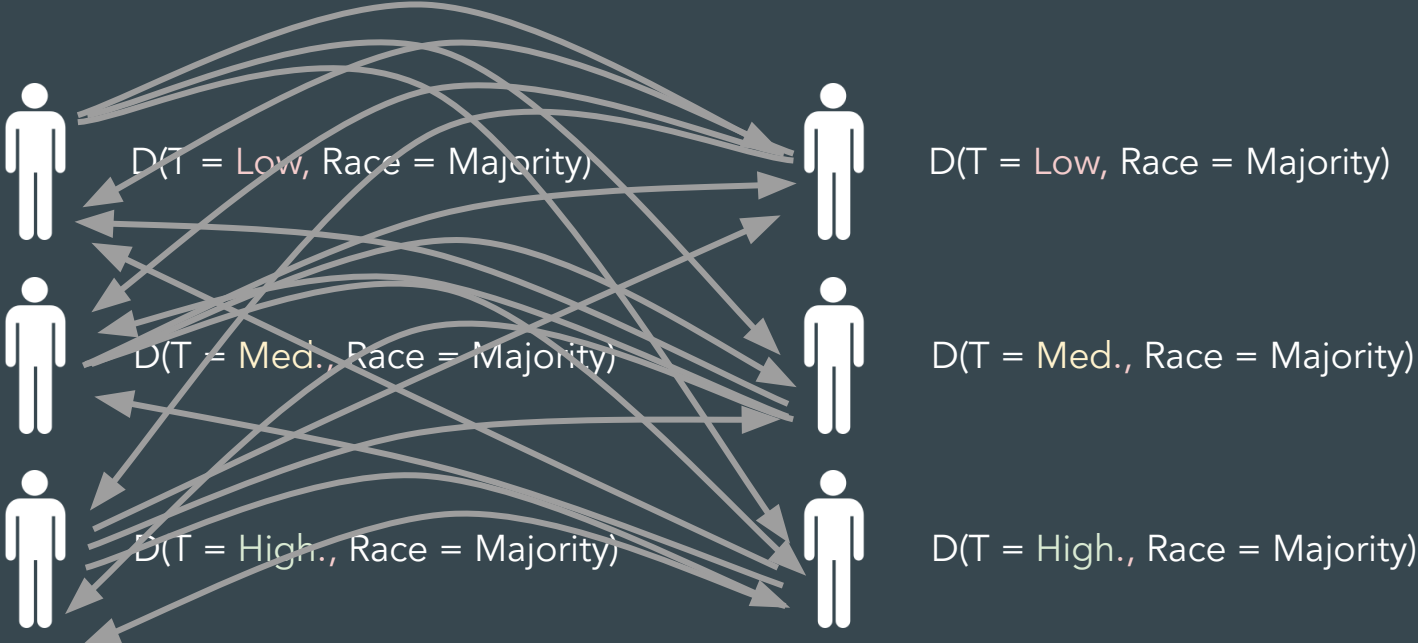 D(T = Low, Race = Majority)
D(T = Low, Race = Majority)
D(T = Med., Race = Majority)
D(T = Med., Race = Majority)
D(T = High., Race = Majority)
D(T = High., Race = Majority)